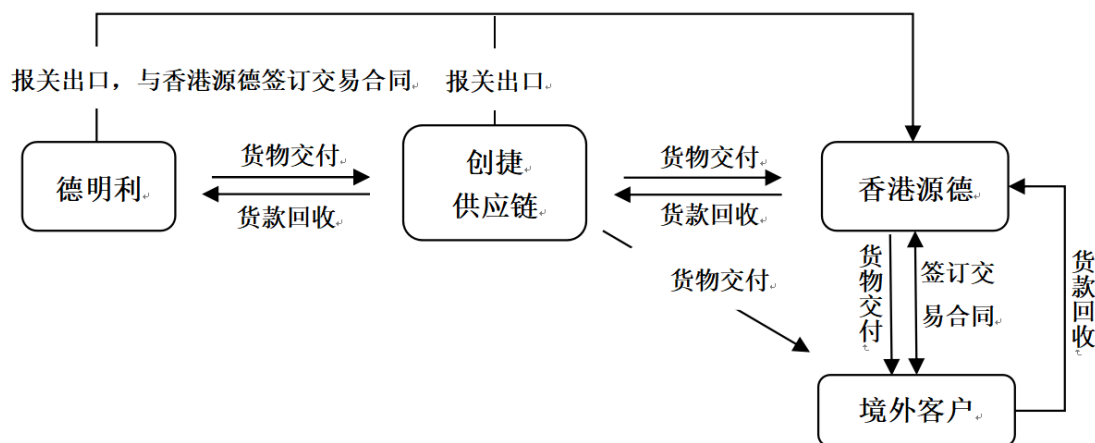 报关出口，与香港源德签订交易合同
报关出口
德明利
货物交付
货款回收
创捷
供应链
货物交付
货款回收
香港源德
货物交付
货物交付
签订交
易合同
货款回收
境外客户